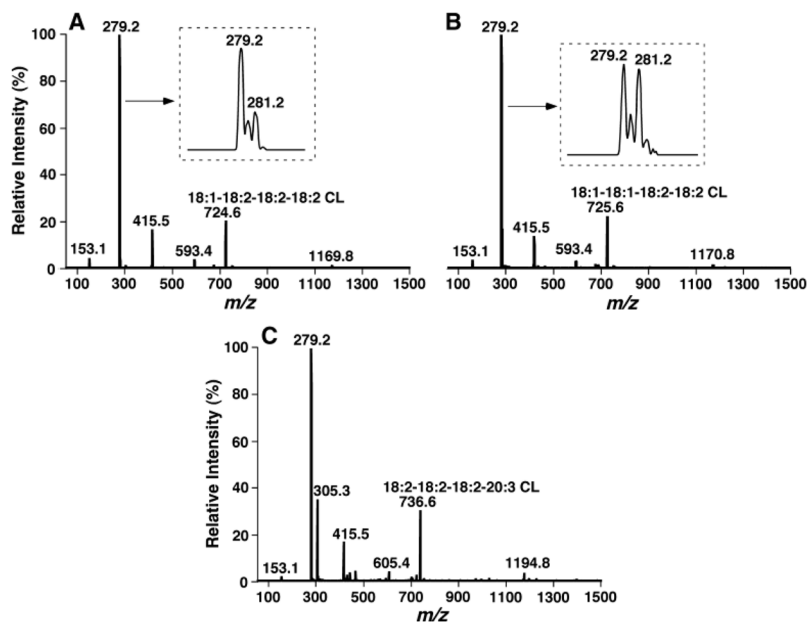 A
279.2
100
80
60
40
20
0
Relative Intensity (%)
279.2
281.2
18:1-18:2-18:2-18:2 CL
724.6
415.5
153.1
593.4
1169.8
100 300 500 700 900 1100 1300 1500
m/z
B
279.2
279.2
281.2
18:1-18:1-18:2-18:2 CL
725.6
415.5
153.1
593.4
1170.8
100 300 500 700 900 1100 1300 1500
m/z
C
279.2
100
80
60
40
20
0
Relative Intensity (%)
305.3
18:2-18:2-18:2-20:3 CL
736.6
415.5
153.1
605.4
1194.8
100 300 500 700 900 1100 1300 1500
m/z